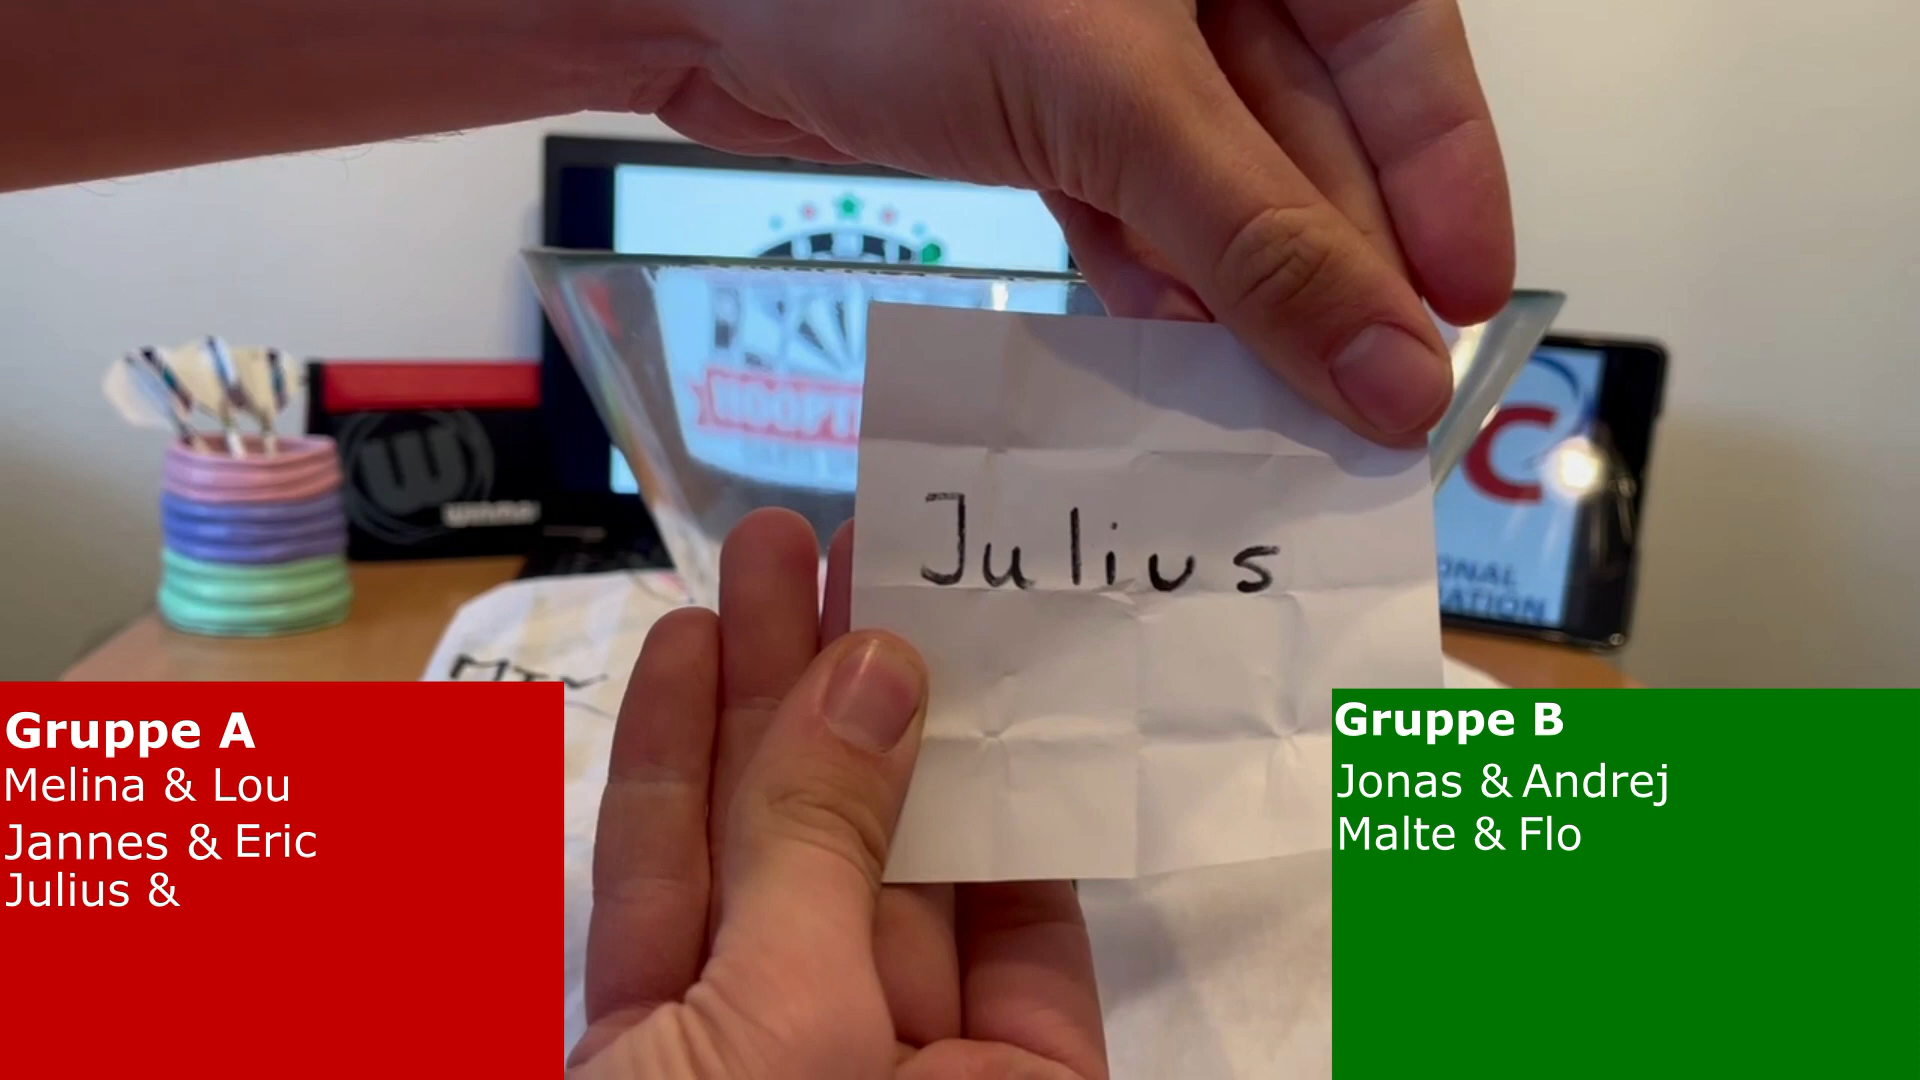 W
C
Julius
Gruppe A
Melina & Lou
Jannes & Eric
Julius &
Gruppe B
Jonas & Andrej
Malte & Flo